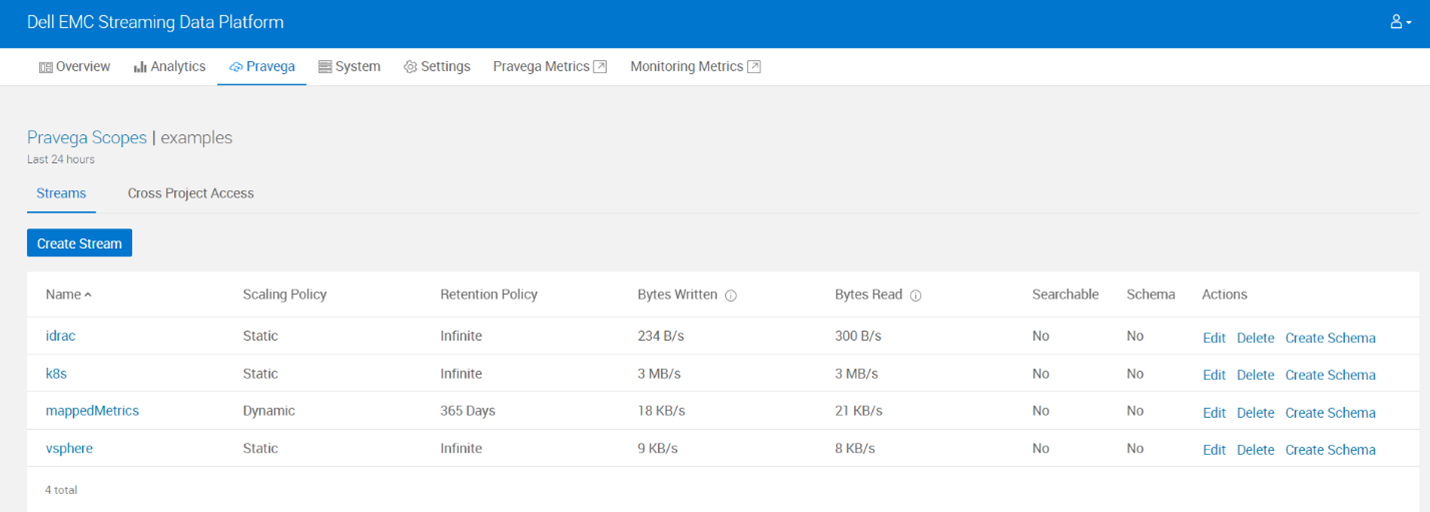 Dell EMC Streaming Data Platform
Overview Analytics Pravega System Settings Pravega Metrics Monitoring Metrics
Pravega Scopes | examples
Last 24 hours
Streams Cross Project Access
Create Stream
Name Scaling Policy Retention Policy Bytes Written Bytes Read Searchable Schema Actions
idrac Static Infinite 234 B/s 300 B/s No No Edit Delete Create Schema
k8s Static Infinite 3 MB/s 3 MB/s No No Edit Delete Create Schema
mappedMetrics Dynamic 365 Days 18 KB/s 21 KB/s No No Edit Delete Create Schema
vsphere Static Infinite 9 KB/s 8 KB/s No No Edit Delete Create Schema
4 total